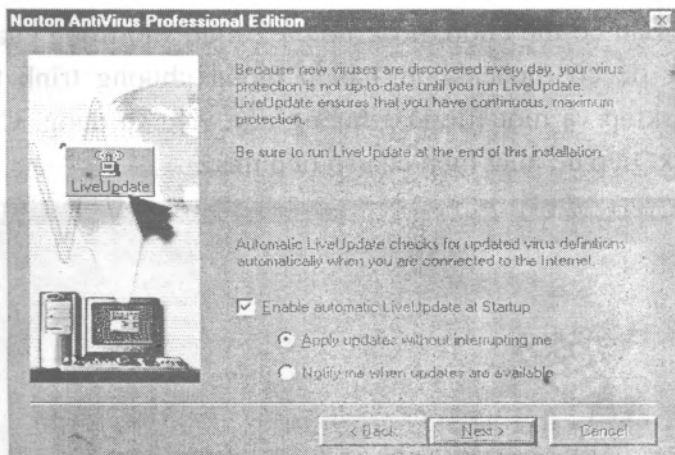 Norton AntiVirus Professional Edition
Because new viruses are discovered every day, your virus
protection is not up-to-date until you run LiveUpdate.
LiveUpdate ensures that you have continuous, maximum
protection.
Be sure to run LiveUpdate at the end of this installation.
LiveUpdate
Automatic LiveUpdate checks for updated virus definitions
automatically when you are connected to the Internet.
Enable automatic LiveUpdate at Startup
Apply updates without interrupting me
Notify me when updates are available
< Back
Next >
Cancel